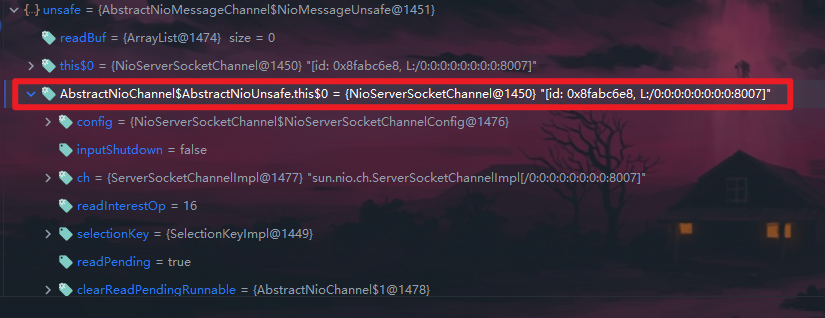 unsafe = {AbstractNioMessageChannel$NioMessageUnsafe@1451}
readBuf = {ArrayList@1474} size = 0
this$0 = {NioServerSocketChannel@1450} "[id: 0x8fabc6e8, L:/0:0:0:0:0:0:0:0:8007]"
AbstractNioChannel$AbstractNioUnsafe.this$0 = {NioServerSocketChannel@1450} "[id: 0x8fabc6e8, L:/0:0:0:0:0:0:0:0:8007]"
config = {NioServerSocketChannel$NioServerSocketChannelConfig@1476}
inputShutdown = false
ch = {ServerSocketChannelImpl@1477} "sun.nio.ch.ServerSocketChannelImpl[/0:0:0:0:0:0:0:0:8007]"
readInterestOp = 16
selectionKey = {SelectionKeyImpl@1449}
readPending = true
clearReadPendingRunnable = {AbstractNioChannel$1@1478}